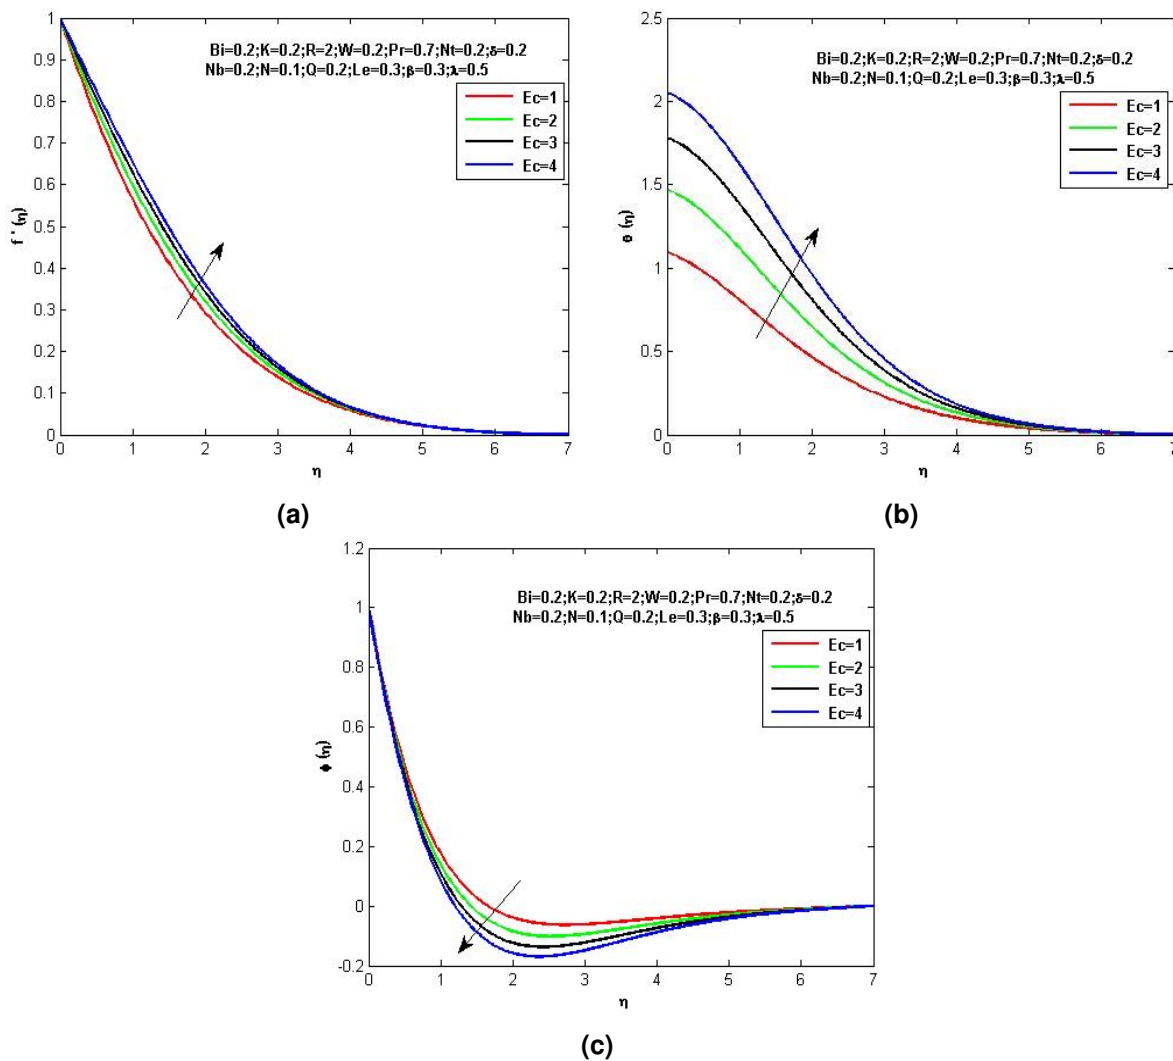 1
0.9
0.8
0.7
0.6
0.5
0.4
0.3
0.2
0.1
0
f ' (η)
Bi=0.2;K=0.2;R=2;W=0.2;Pr=0.7;Nt=0.2;δ=0.2
Nb=0.2;N=0.1;Q=0.2;Le=0.3;β=0.3;λ=0.5
Ec=1
Ec=2
Ec=3
Ec=4
0 1 2 3 4 5 6 7
η
(a)
2.5
2
1.5
1
0.5
0
θ (η)
Bi=0.2;K=0.2;R=2;W=0.2;Pr=0.7;Nt=0.2;δ=0.2
Nb=0.2;N=0.1;Q=0.2;Le=0.3;β=0.3;λ=0.5
Ec=1
Ec=2
Ec=3
Ec=4
0 1 2 3 4 5 6 7
η
(b)
1.2
1
0.8
0.6
0.4
0.2
0
-0.2
ϕ (η)
Bi=0.2;K=0.2;R=2;W=0.2;Pr=0.7;Nt=0.2;δ=0.2
Nb=0.2;N=0.1;Q=0.2;Le=0.3;β=0.3;λ=0.5
Ec=1
Ec=2
Ec=3
Ec=4
0 1 2 3 4 5 6 7
η
(c)